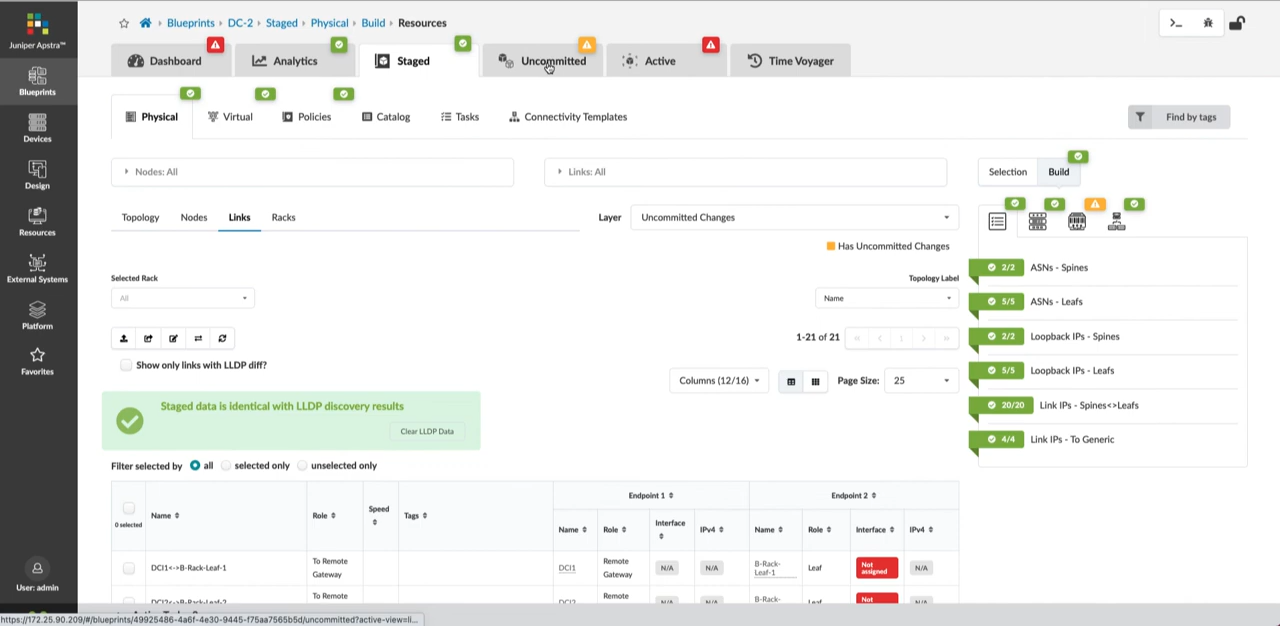 Juniper Apstra™
Blueprints
Devices
Design
Resources
External Systems
Platform
Favorites
User: admin
Blueprints › DC-2 › Staged › Physical › Build › Resources
Dashboard
Analytics
Staged
Uncommitted
Active
Time Voyager
Physical
Virtual
Policies
Catalog
Tasks
Connectivity Templates
Find by tags
Nodes: All
Links: All
Selection
Build
Topology
Nodes
Links
Racks
Layer
Uncommitted Changes
Has Uncommitted Changes
Selected Rack
All
Topology Label
Name
1-21 of 21
1
Show only links with LLDP diff?
Columns (12/16)
Page Size:
25
Staged data is identical with LLDP discovery results
Clear LLDP Data
Filter selected by all selected only unselected only
0 selected
Name
Role
Speed
Tags
Endpoint 1
Endpoint 2
Name
Role
Interface
IPv4
Name
Role
Interface
IPv4
DCI1<->B-Rack-Leaf-1
To Remote Gateway
DCI1
Remote Gateway
N/A
N/A
B-Rack-Leaf-1
Leaf
Not assigned
N/A
DCI2<->B-Rack-Leaf-2
To Remote
DCI2
Remote
N/A
N/A
B-Rack-
Leaf
Not
N/A
2/2 ASNs - Spines
5/5 ASNs - Leafs
2/2 Loopback IPs - Spines
5/5 Loopback IPs - Leafs
20/20 Link IPs - Spines<>Leafs
4/4 Link IPs - To Generic
https://172.25.90.209/#/blueprints/49925486-4a6f-4e30-9445-f75aa7565b5d/uncommitted?active-view=li...